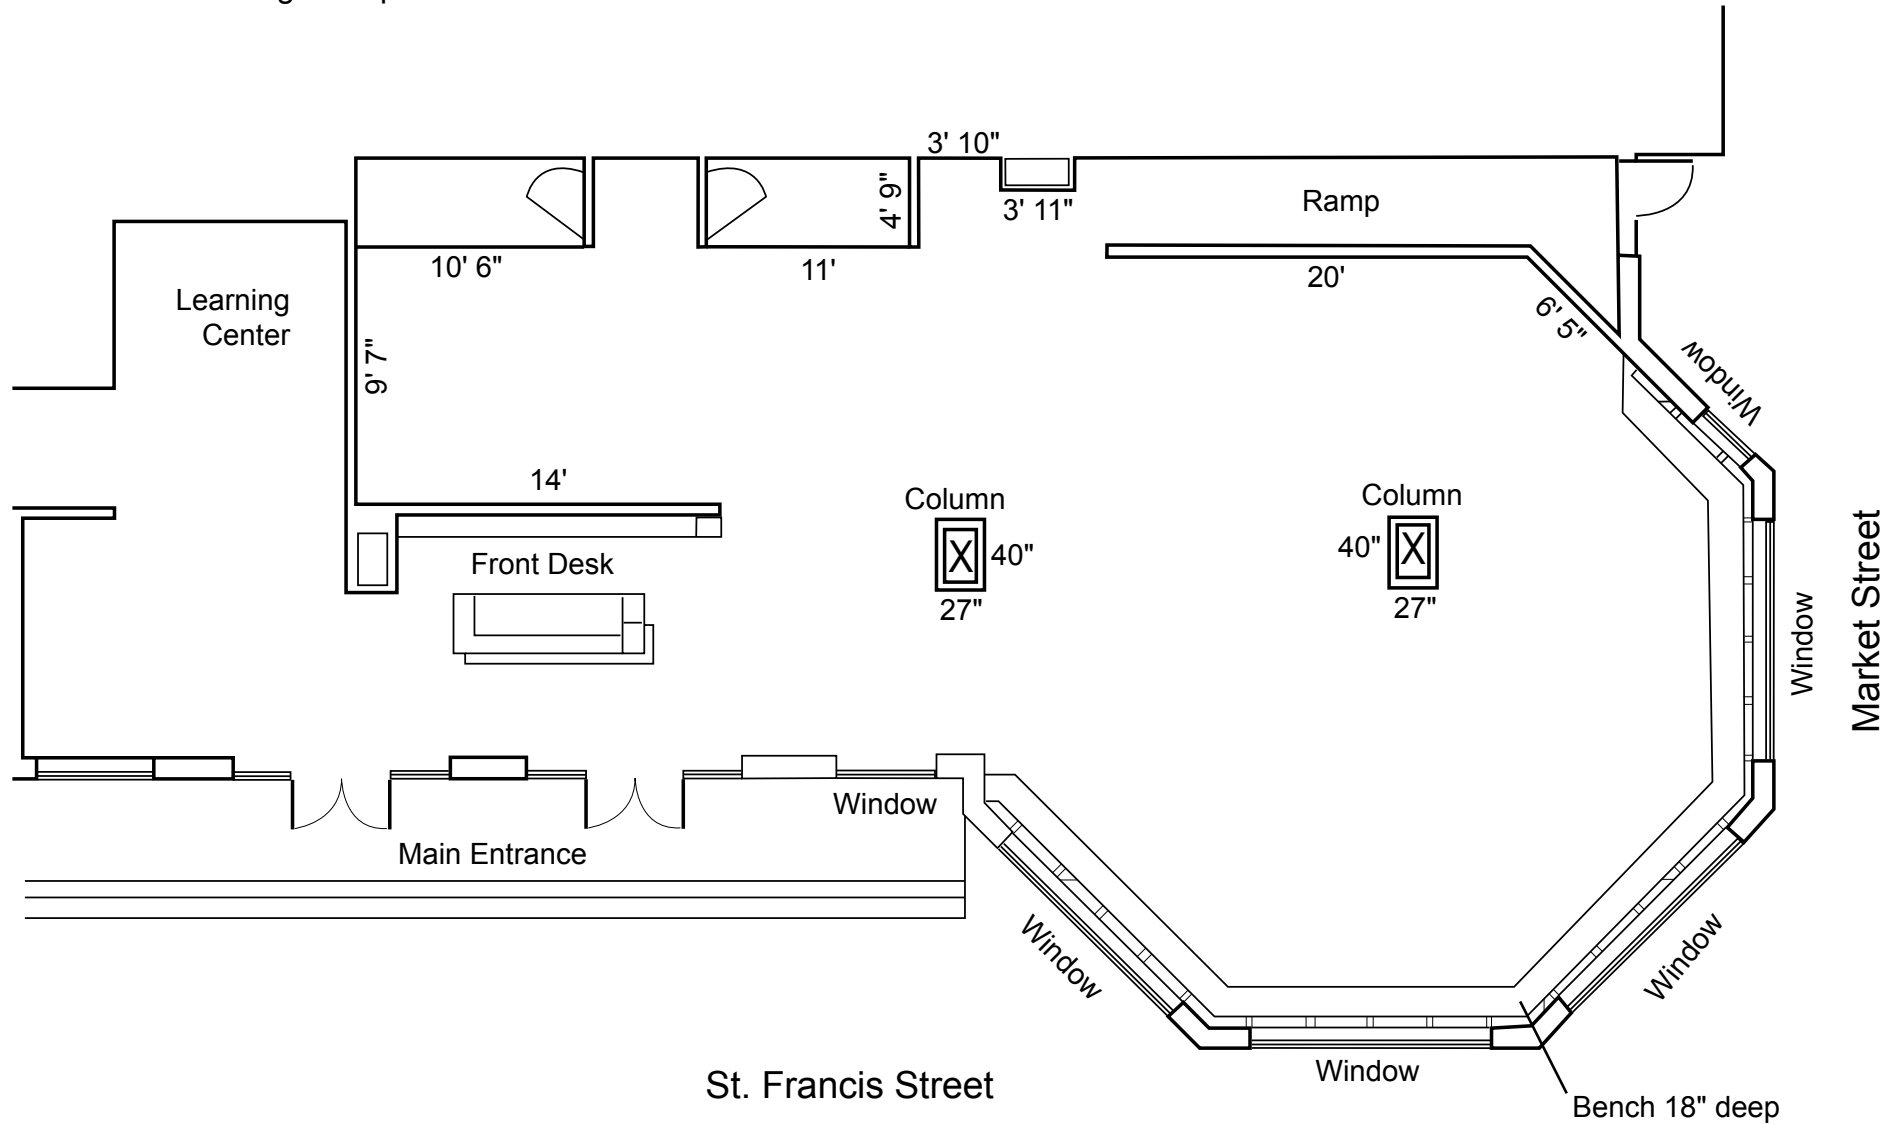 3' 10"
4' 9"
3' 11"
Ramp
10' 6"
11'
20'
Learning
Center
6' 5"
9' 7"
Window
14'
Column
Column
X
40"
40"
X
Front Desk
27"
27"
Window
Market Street
Window
Main Entrance
Window
Window
Window
St. Francis Street
Bench 18" deep